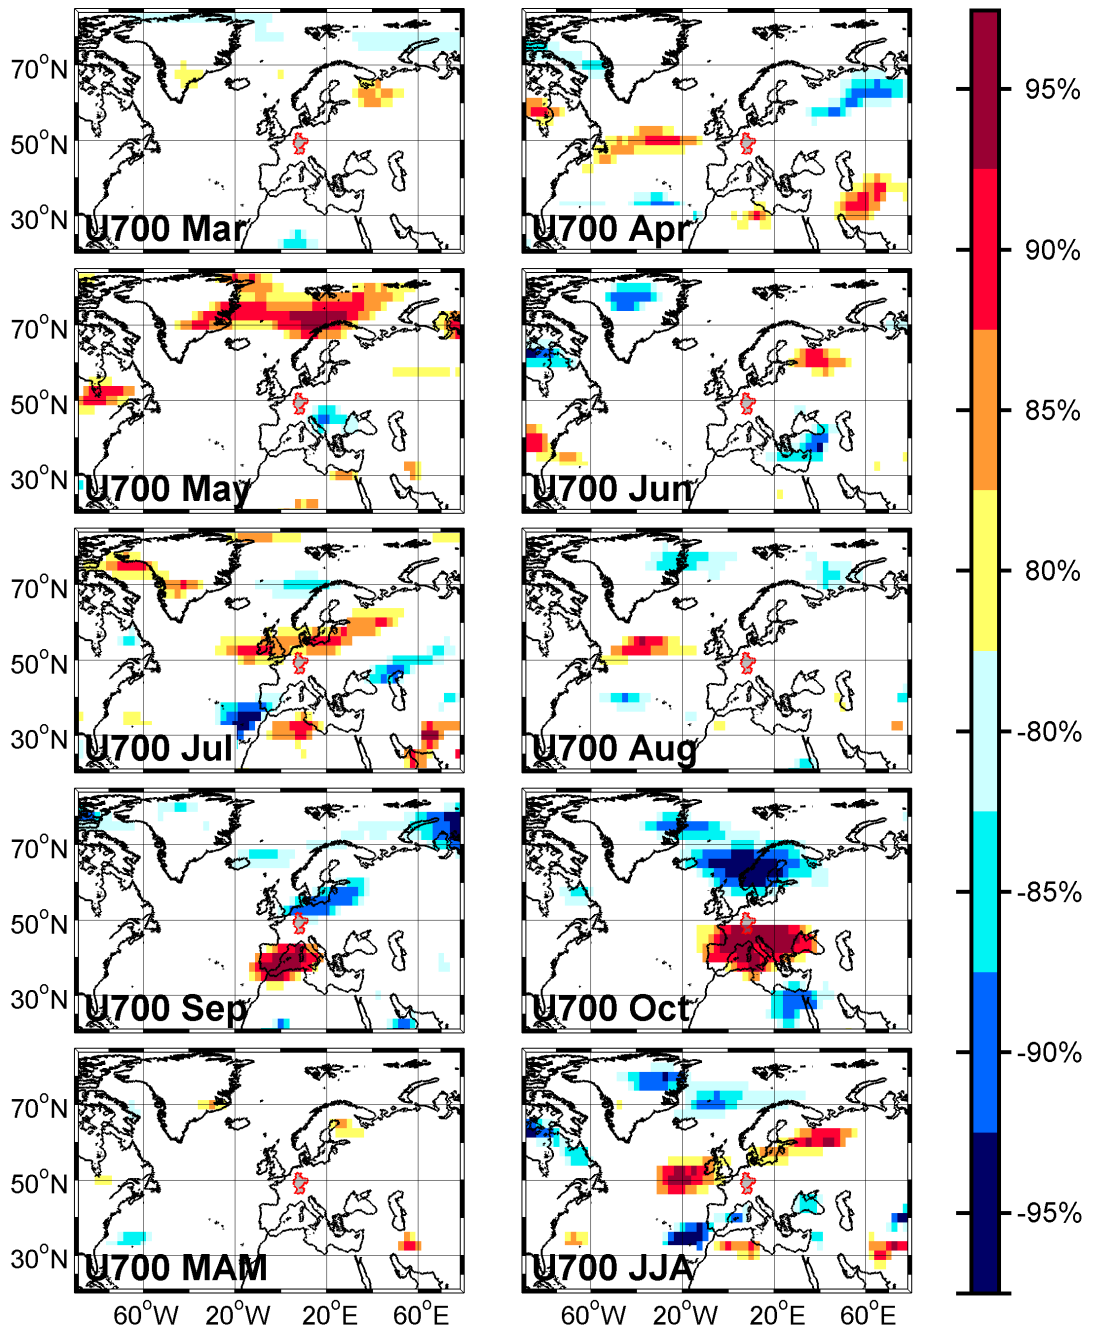 70°N
50°N
30°N
U700 Mar
U700 Apr
70°N
50°N
30°N
U700 May
U700 Jun
70°N
50°N
30°N
U700 Jul
U700 Aug
70°N
50°N
30°N
U700 Sep
U700 Oct
70°N
50°N
30°N
U700 MAM
U700 JJA
60°W
20°W
20°E
60°E
60°W
20°W
20°E
60°E
95%
90%
85%
80%
-80%
-85%
-90%
-95%